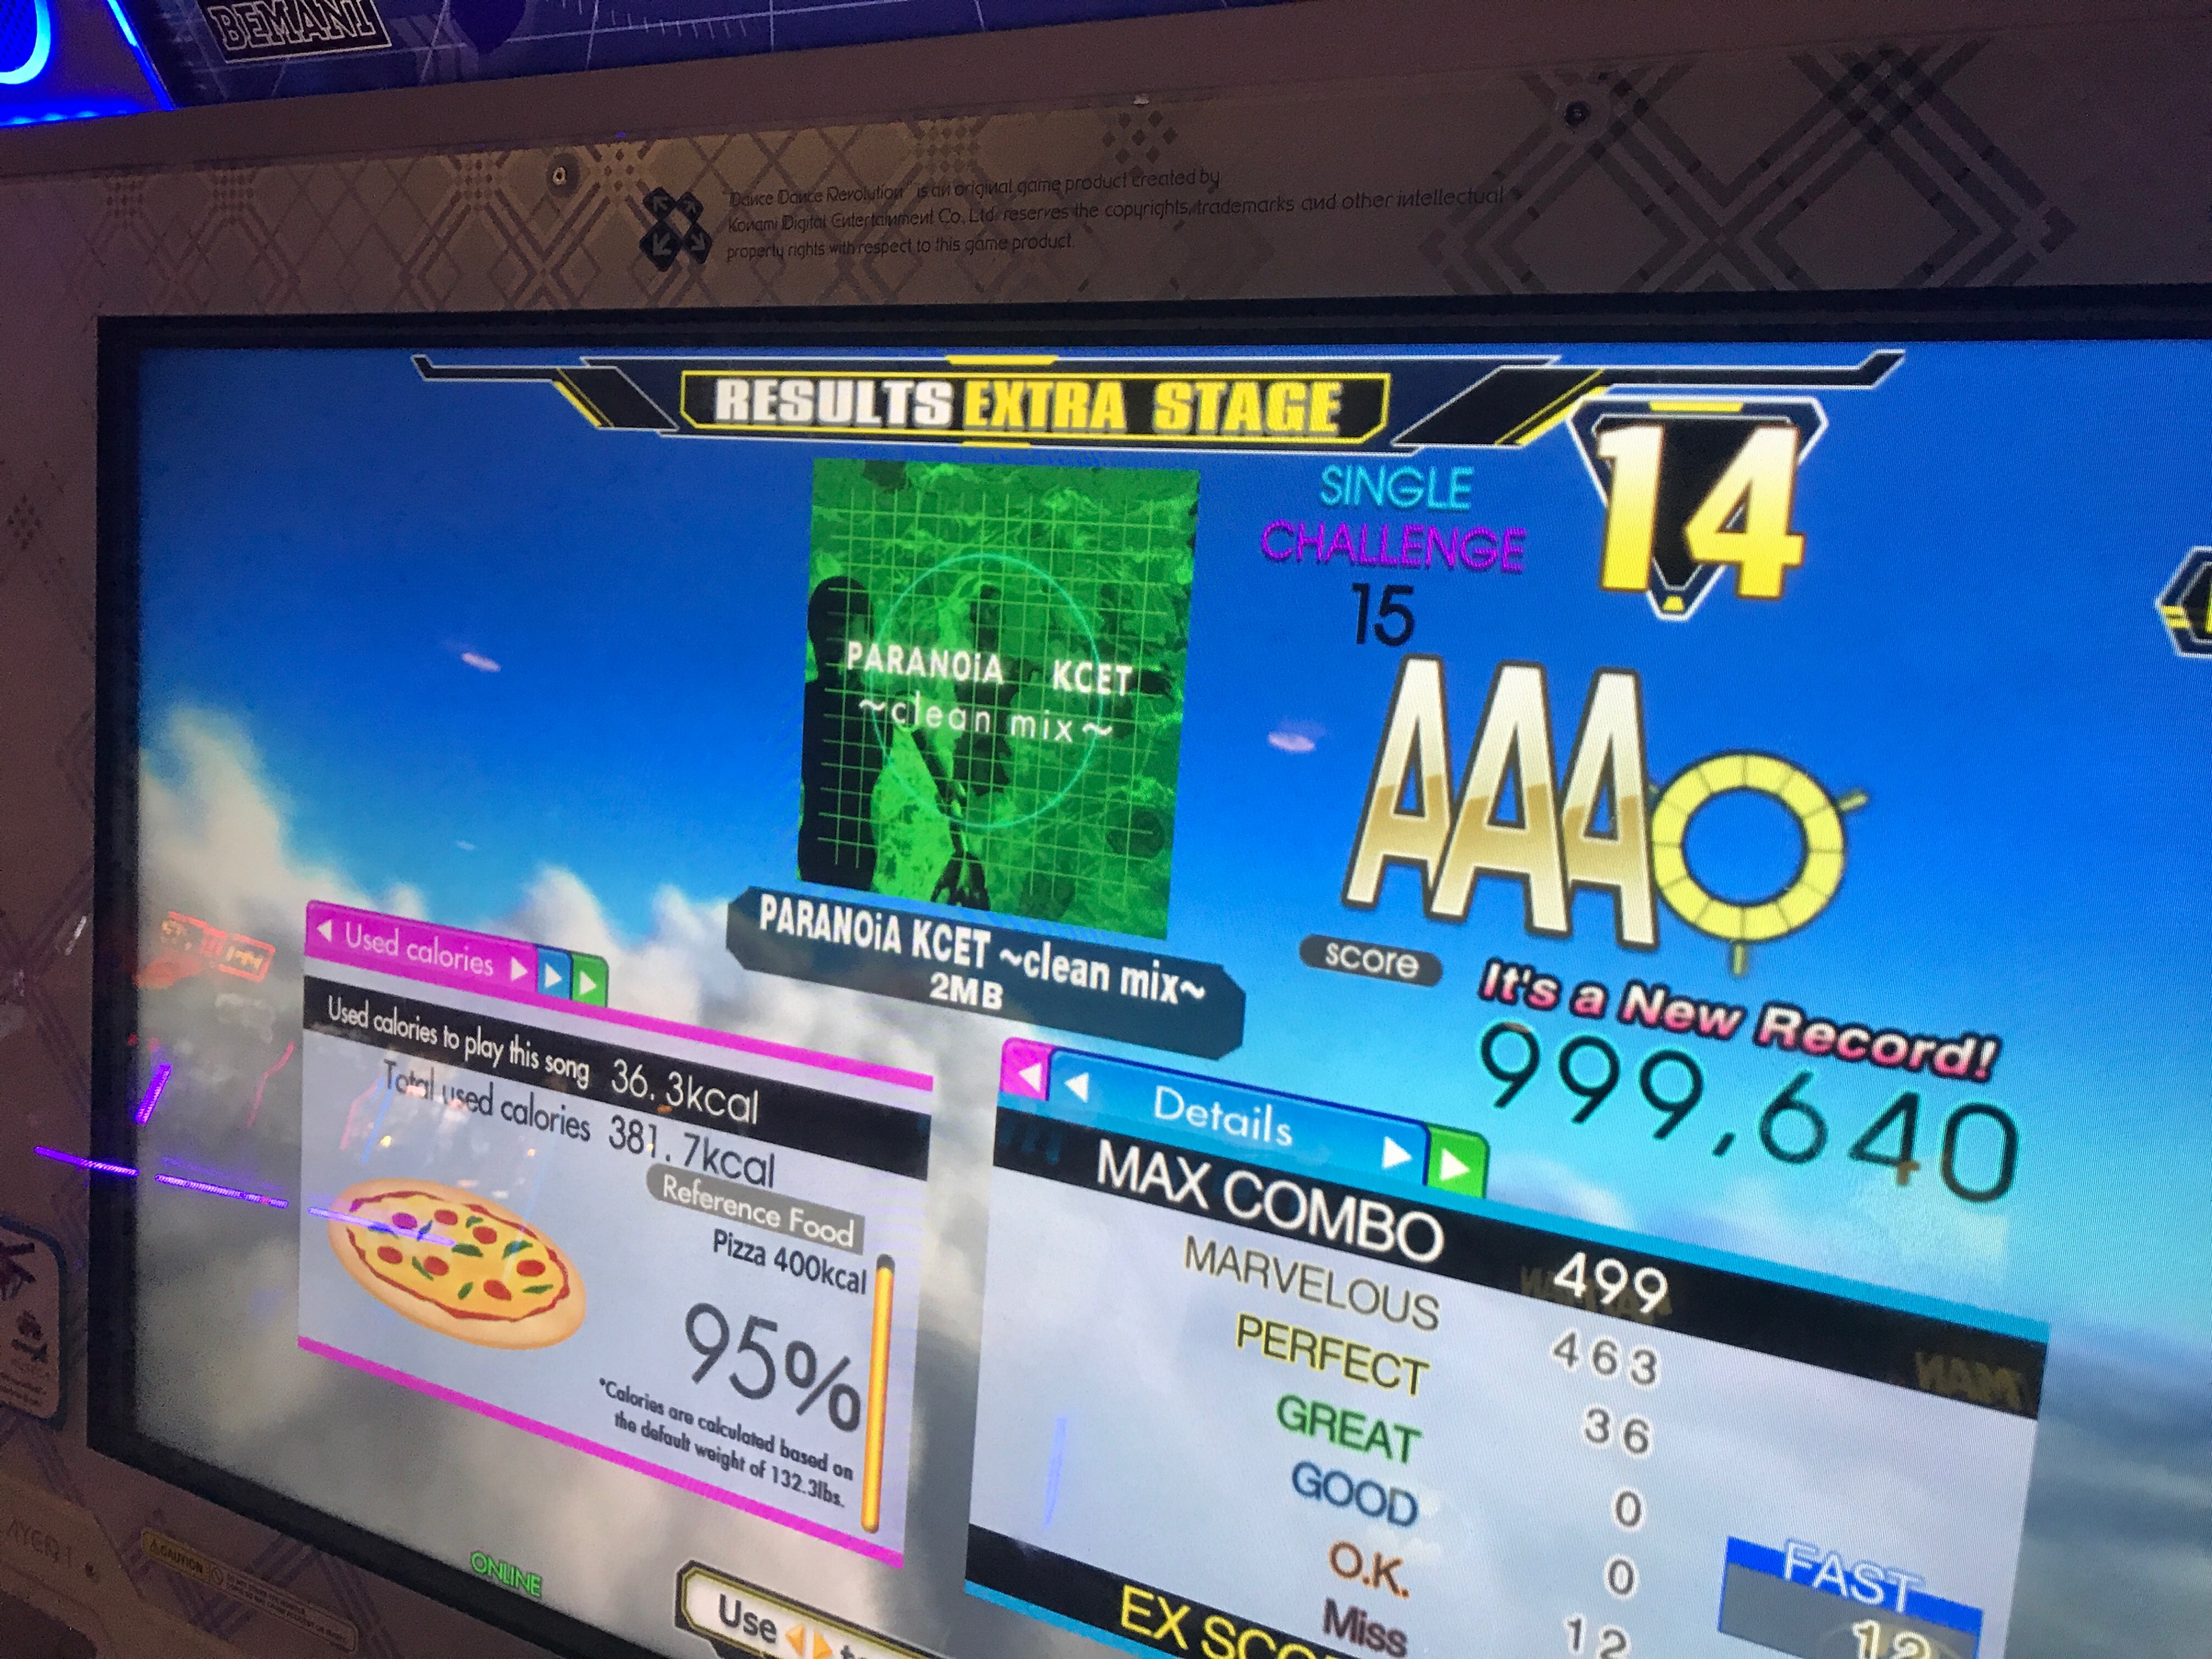 BEMANI
"Dance Dance Revolution" is an original game product created by
Konami Digital Entertainment Co., Ltd. reserves the copyrights, trademarks and other intellectual
property rights with respect to this game product.
RESULTS EXTRA STAGE
14
SINGLE
CHALLENGE
15
PARANOiA KCET
~clean mix~
AAA
PARANOiA KCET ~clean mix~
2MB
score
It's a New Record!
999,640
Used calories
Used calories to play this song 36.3kcal
Total used calories 381.7kcal
Reference Food
Pizza 400kcal
95%
*Calories are calculated based on
the default weight of 132.3lbs.
Details
MAX COMBO 499
MARVELOUS 463
PERFECT 36
GREAT 0
GOOD 0
O.K. 12
Miss
FAST
12
EX SCO
ONLINE
Use
CAUTION